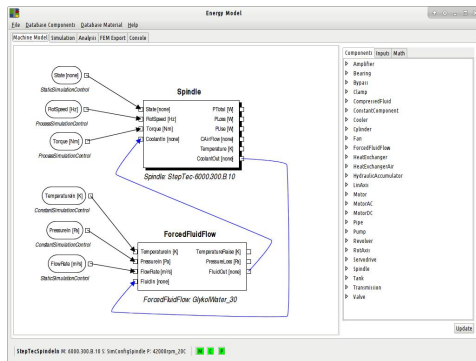 Energy Model
File Database Components Database Material Help
Machine Model Simulation Analysis FEM Export Console
State [none]
StaticSimulationControl
RotSpeed [Hz]
ProcessSimulationControl
Torque [Nm]
ProcessSimulationControl
Spindle
State [none] PTotal [W]
RotSpeed [Hz] PLoss [W]
Torque [Nm] PUse [W]
CoolantIn [none] CAirFlow [none]
Temperature [K]
CoolantOut [none]
Spindle: StepTec-6000.300.B.10
TemperatureIn [K]
ConstantSimulationControl
PressureIn [Pa]
ConstantSimulationControl
FlowRate [m³/s]
StaticSimulationControl
ForcedFluidFlow
TemperatureIn [K] TemperatureRaise [K]
PressureIn [Pa] PressureLoss [Pa]
FlowRate [m³/s] FluidOut [none]
FluidIn [none]
ForcedFluidFlow: GlykolWater_30
Components Inputs Math
Amplifier
Bearing
Bypass
Clamp
CompressedFluid
ConstantComponent
Cooler
Cylinder
Fan
ForcedFluidFlow
HeatExchanger
HeatExchangerAir
HydraulicAccumulator
LinAxis
Motor
MotorAC
MotorDC
Pipe
Pump
Revolver
RotAxis
Servodrive
Spindle
Tank
Transmission
Valve
Update
StepTecSpindeln M: 6000.300.B.10 S: SimConfigSpindle P: 42000rpm_20C